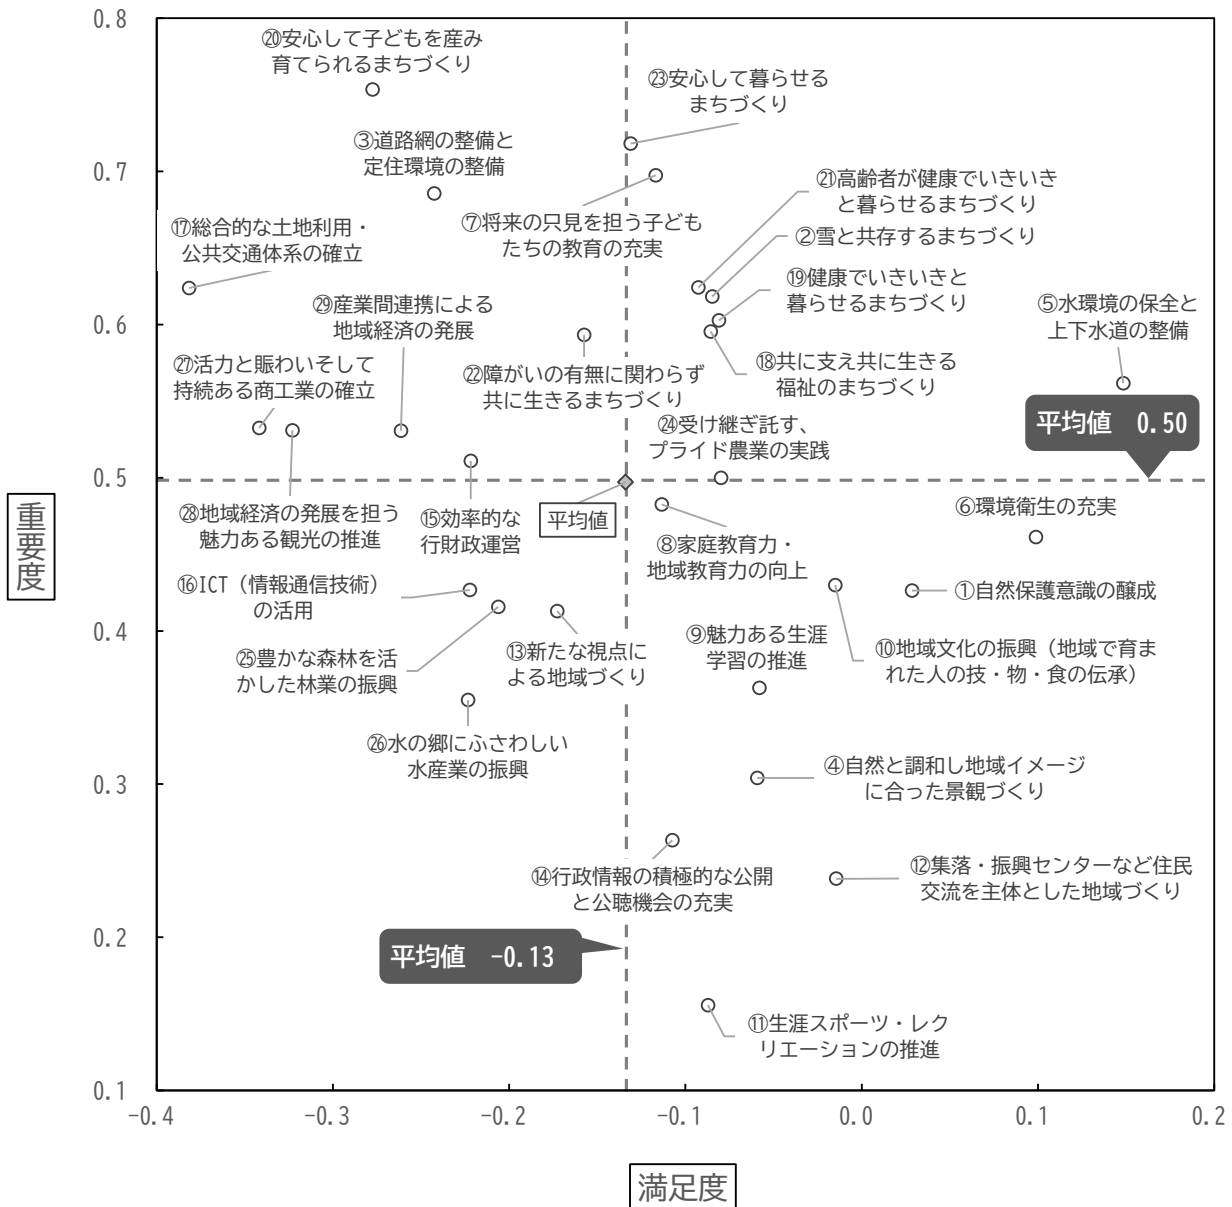 0.8
⑳安心して子どもを産み
育てられるまちづくり
㉓安心して暮らせる
まちづくり
③道路網の整備と
定住環境の整備
0.7
㉑高齢者が健康でいきいき
と暮らせるまちづくり
⑦将来の只見を担う子ども
たちの教育の充実
②雪と共存するまちづくり
⑰総合的な土地利用・
公共交通体系の確立
⑲健康でいきいきと
暮らせるまちづくり
㉙産業間連携による
地域経済の発展
⑤水環境の保全と
上下水道の整備
0.6
㉗活力と賑わいそして
持続ある商工業の確立
㉒障がいの有無に関わらず
共に生きるまちづくり
⑱共に支え共に生きる
福祉のまちづくり
平均値 0.50
㉔受け継ぎ託す、
プライド農業の実践
0.5
重要度
㉘地域経済の発展を担う
魅力ある観光の推進
⑮効率的な
行財政運営
平均値
⑥環境衛生の充実
⑧家庭教育力・
地域教育力の向上
⑯ICT（情報通信技術）
の活用
①自然保護意識の醸成
0.4
㉕豊かな森林を活
かした林業の振興
⑬新たな視点に
よる地域づくり
⑨魅力ある生涯
学習の推進
⑩地域文化の振興（地域で育ま
れた人の技・物・食の伝承）
㉖水の郷にふさわしい
水産業の振興
④自然と調和し地域イメージ
に合った景観づくり
0.3
⑭行政情報の積極的な公開
と公聴機会の充実
⑫集落・振興センターなど住民
交流を主体とした地域づくり
0.2
平均値 -0.13
⑪生涯スポーツ・レク
リエーションの推進
0.1
-0.4 -0.3 -0.2 -0.1 0.0 0.1 0.2
満足度